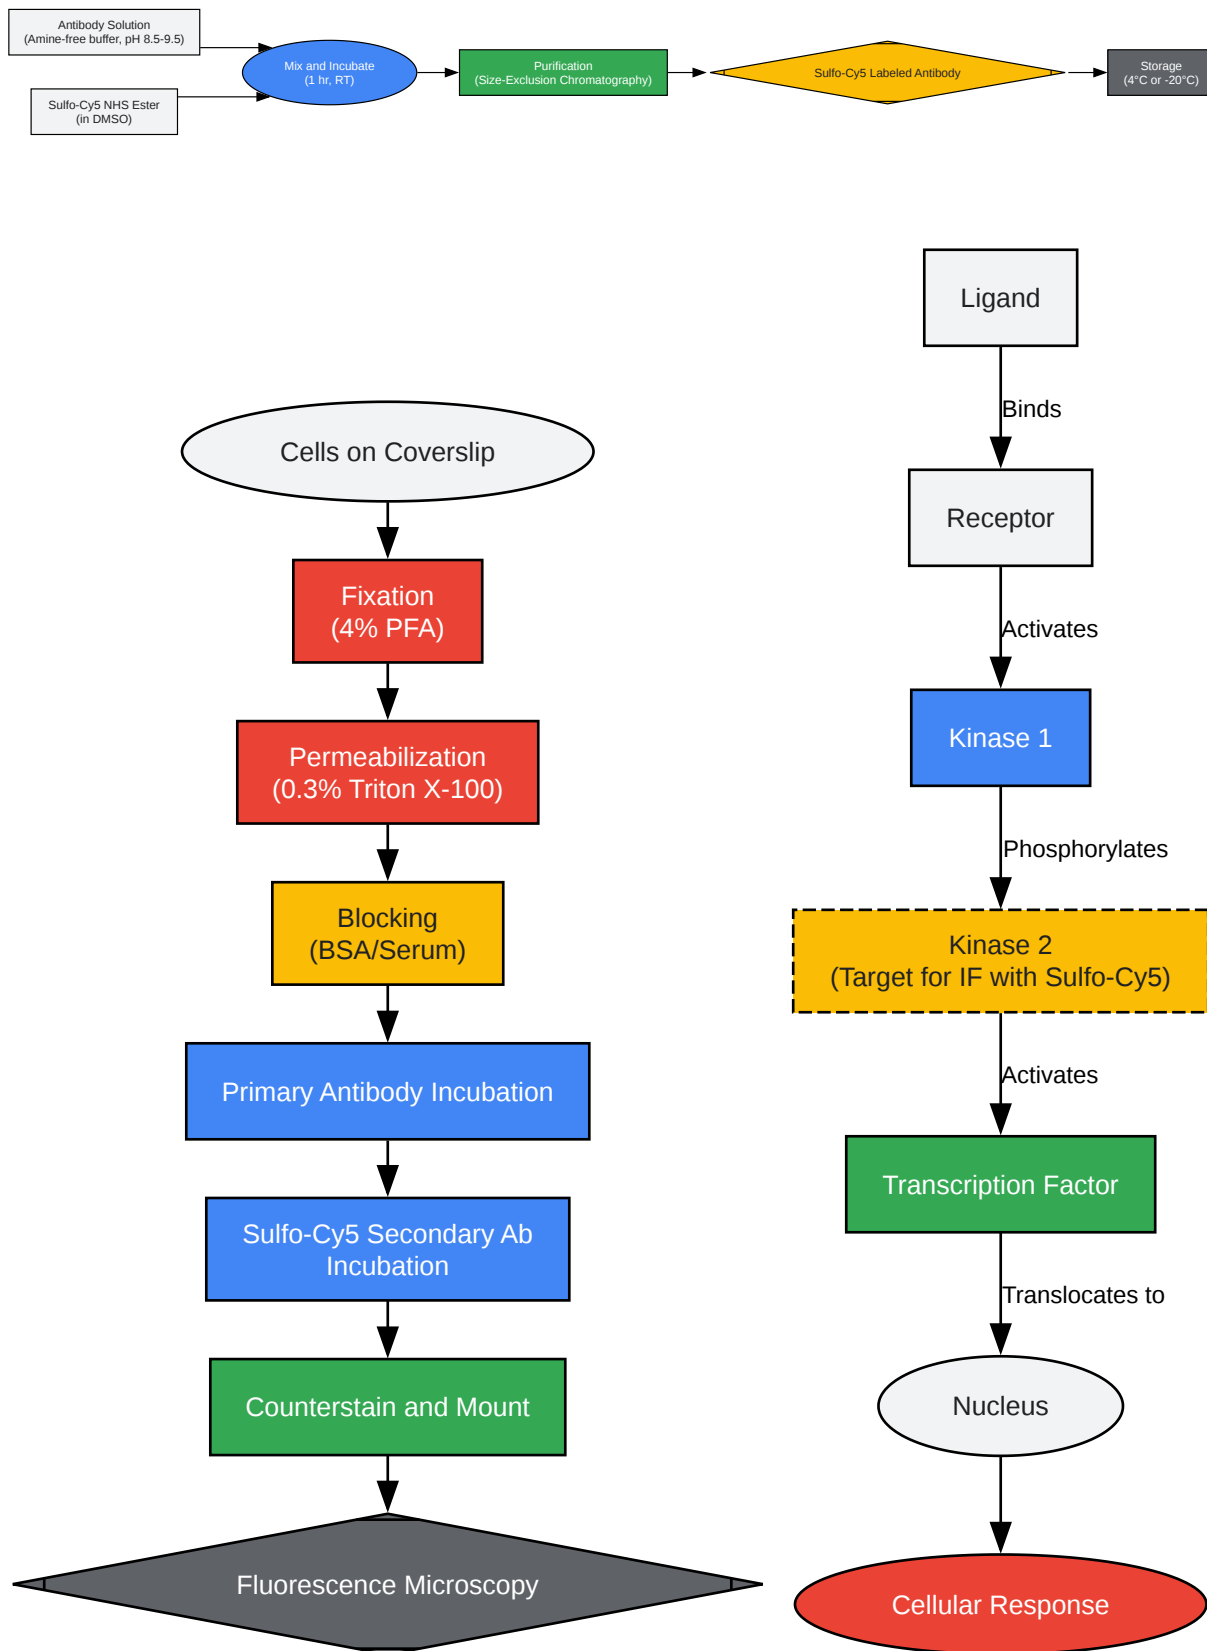 Antibody Solution
(Amine-free buffer, pH 8.5-9.5)
Sulfo-Cy5 NHS Ester
(in DMSO)
Mix and Incubate
(1 hr, RT)
Purification
(Size-Exclusion Chromatography)
Sulfo-Cy5 Labeled Antibody
Storage
(4°C or -20°C)
Cells on Coverslip
Fixation
(4% PFA)
Permeabilization
(0.3% Triton X-100)
Blocking
(BSA/Serum)
Primary Antibody Incubation
Sulfo-Cy5 Secondary Ab
Incubation
Counterstain and Mount
Fluorescence Microscopy
Ligand
Binds
Receptor
Activates
Kinase 1
Phosphorylates
Kinase 2
(Target for IF with Sulfo-Cy5)
Activates
Transcription Factor
Translocates to
Nucleus
Cellular Response